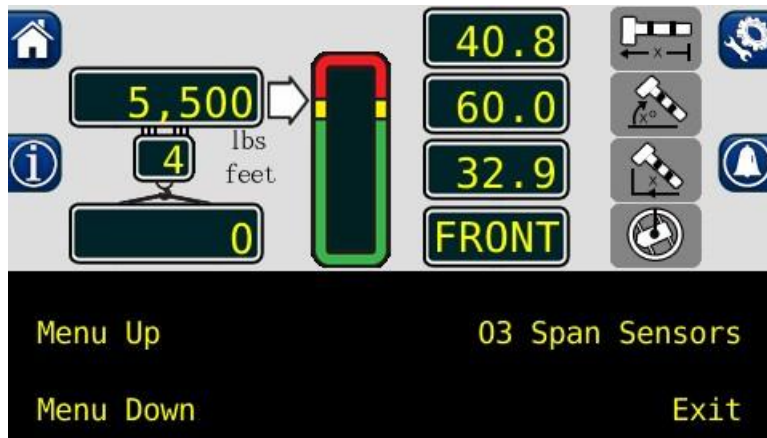 40.8
5,500
60.0
lbs
4
feet
32.9
0
FRONT
x
x°
x
i
Menu Up
03 Span Sensors
Menu Down
Exit